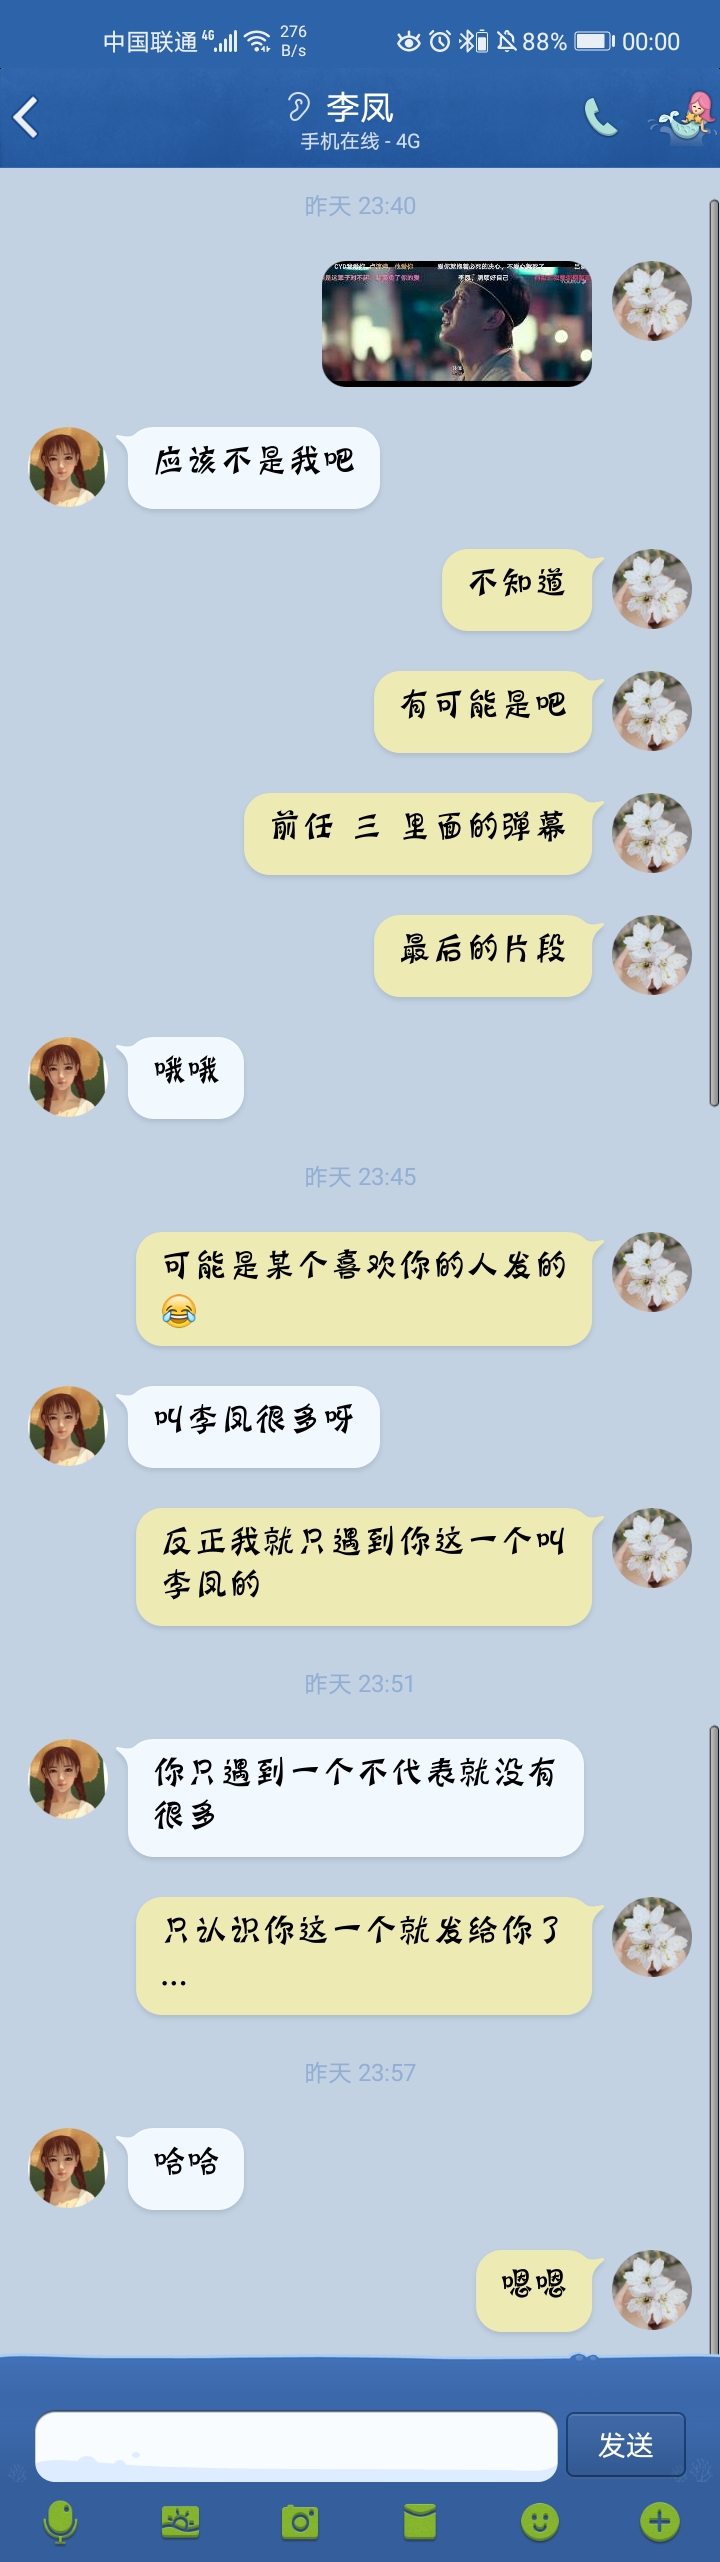 中国联通 4G 276 B/s 88% 00:00
李凤
手机在线 - 4G
昨天 23:40
应该不是我吧
不知道
有可能是吧
前任 三 里面的弹幕
最后的片段
哦哦
昨天 23:45
可能是某个喜欢你的人发的
😂
叫李凤很多呀
反正我就只遇到你这一个叫
李凤的
昨天 23:51
你只遇到一个不代表就没有
很多
只认识你这一个就发给你了
...
昨天 23:57
哈哈
嗯嗯
发送